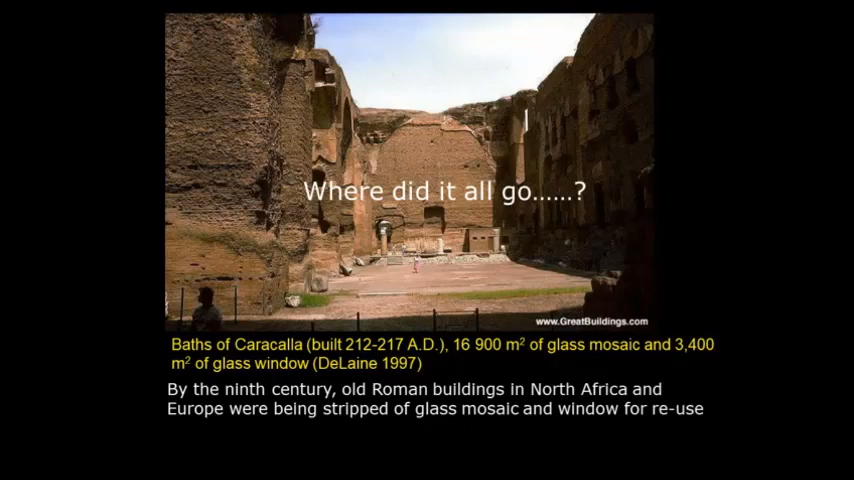 Where did it all go......?
www.GreatBuildings.com
Baths of Caracalla (built 212-217 A.D.), 16 900 m² of glass mosaic and 3,400
m² of glass window (DeLaine 1997)
By the ninth century, old Roman buildings in North Africa and
Europe were being stripped of glass mosaic and window for re-use